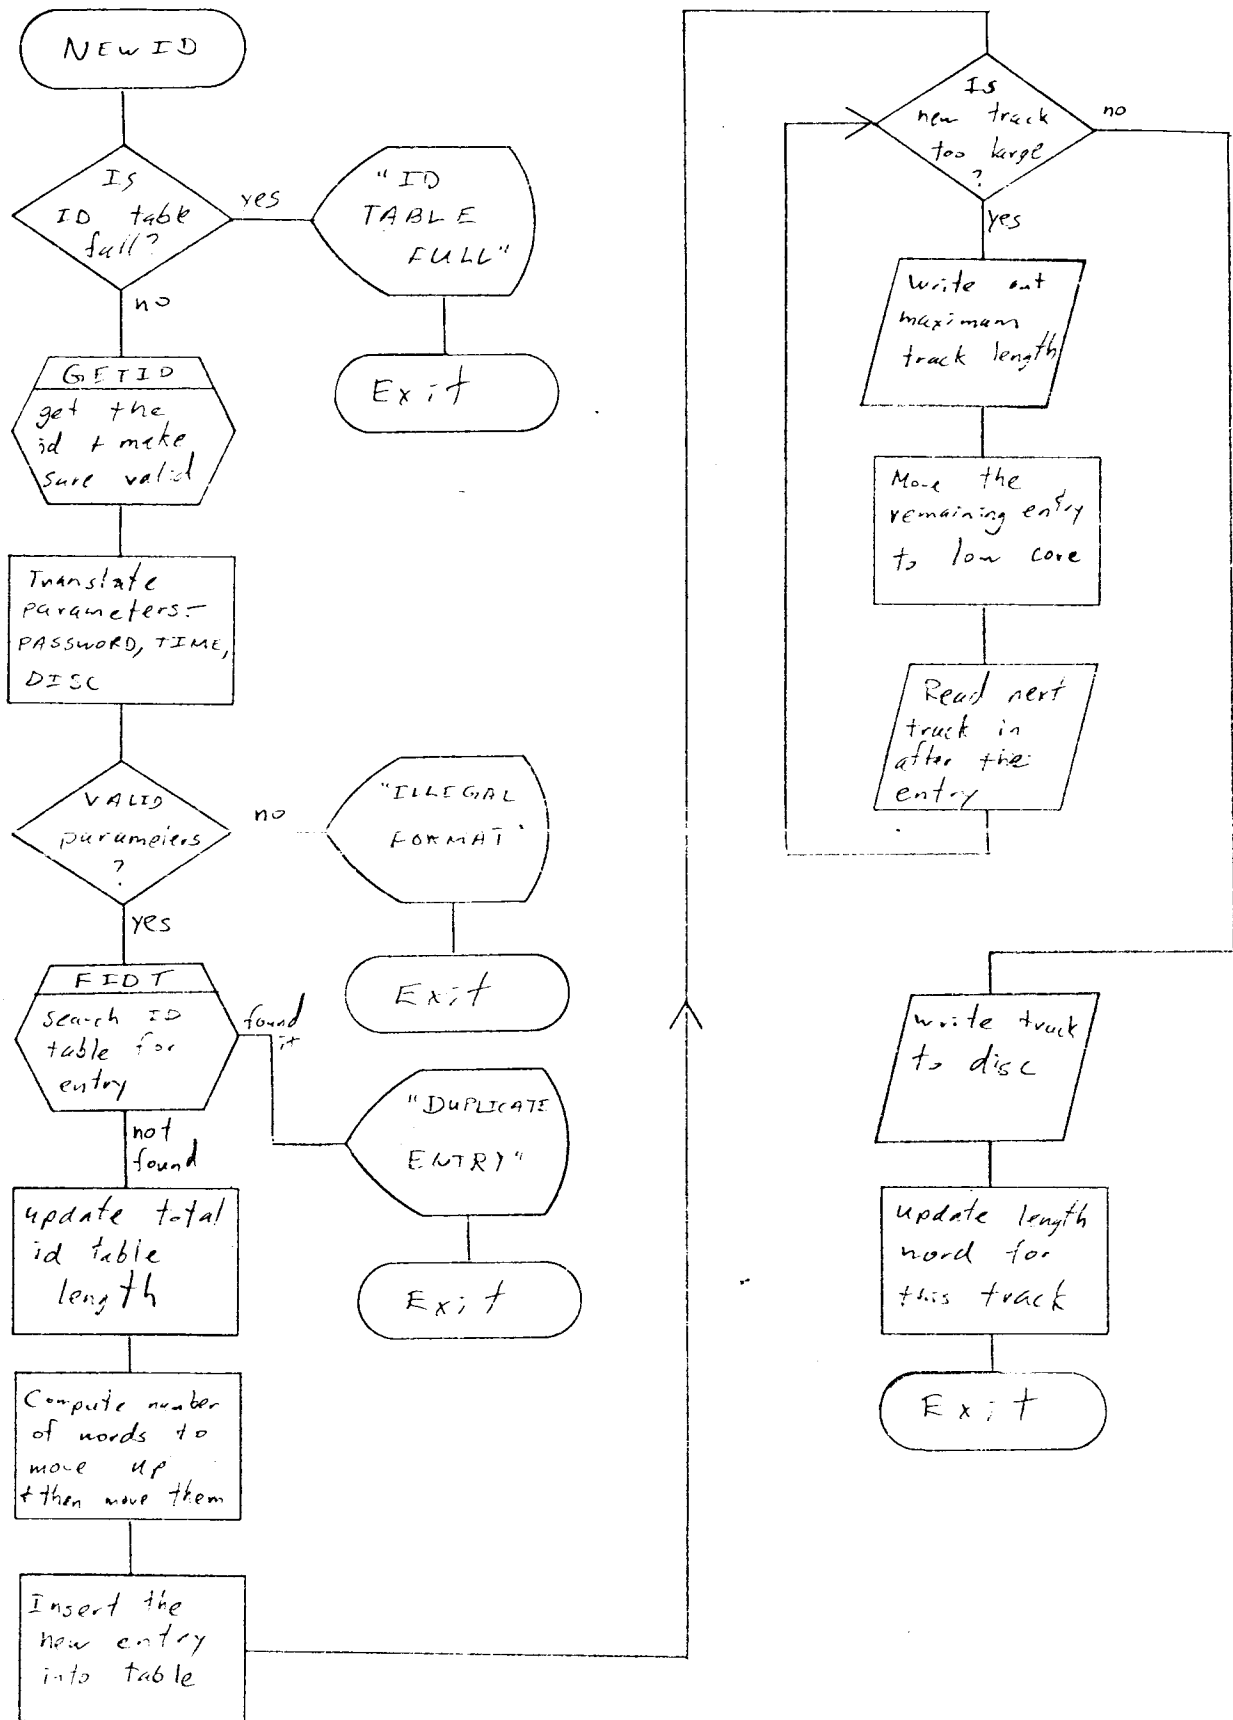 NEWID
Is
ID table
full?
yes
"ID
TABLE
FULL"
Exit
no
GETID
get the
id + make
sure valid
Translate
parameters-
PASSWORD, TIME,
DISC
VALID
parameters
?
no
"ILLEGAL
FORMAT"
Exit
yes
FIDT
search ID
table for
entry
found
it
"DUPLICATE
ENTRY"
Exit
not
found
update total
id table
length
Compute number
of words to
move up
+ then move them
Insert the
new entry
into table
Is
new track
too large
?
no
yes
Write out
maximum
track length
Move the
remaining entry
to low core
Read next
track in
after the
entry
write track
to disc
update length
word for
this track
Exit